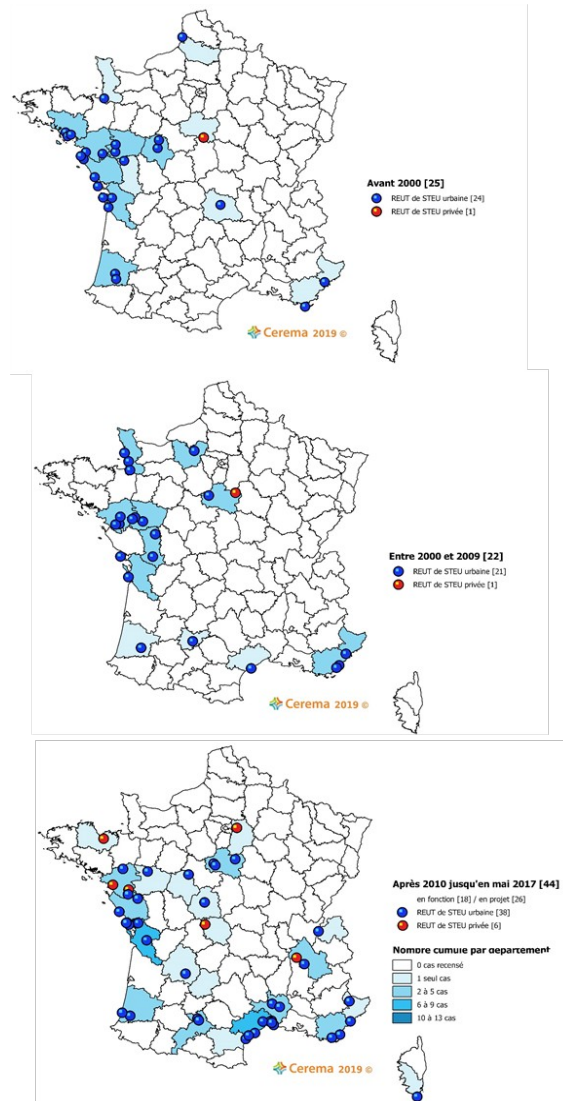 Avant 2000 [25]
REUT de STEU urbaine [24]
REUT de STEU privée [1]
Cerema 2019 ©
Entre 2000 et 2009 [22]
REUT de STEU urbaine [21]
REUT de STEU privée [1]
Cerema 2019 ©
Après 2010 jusqu'en mai 2017 [44]
en fonction [18] / en projet [26]
REUT de STEU urbaine [38]
REUT de STEU privée [6]
Nombre cumulé par département
0 cas recensé
1 seul cas
2 à 5 cas
6 à 9 cas
10 à 13 cas
Cerema 2019 ©